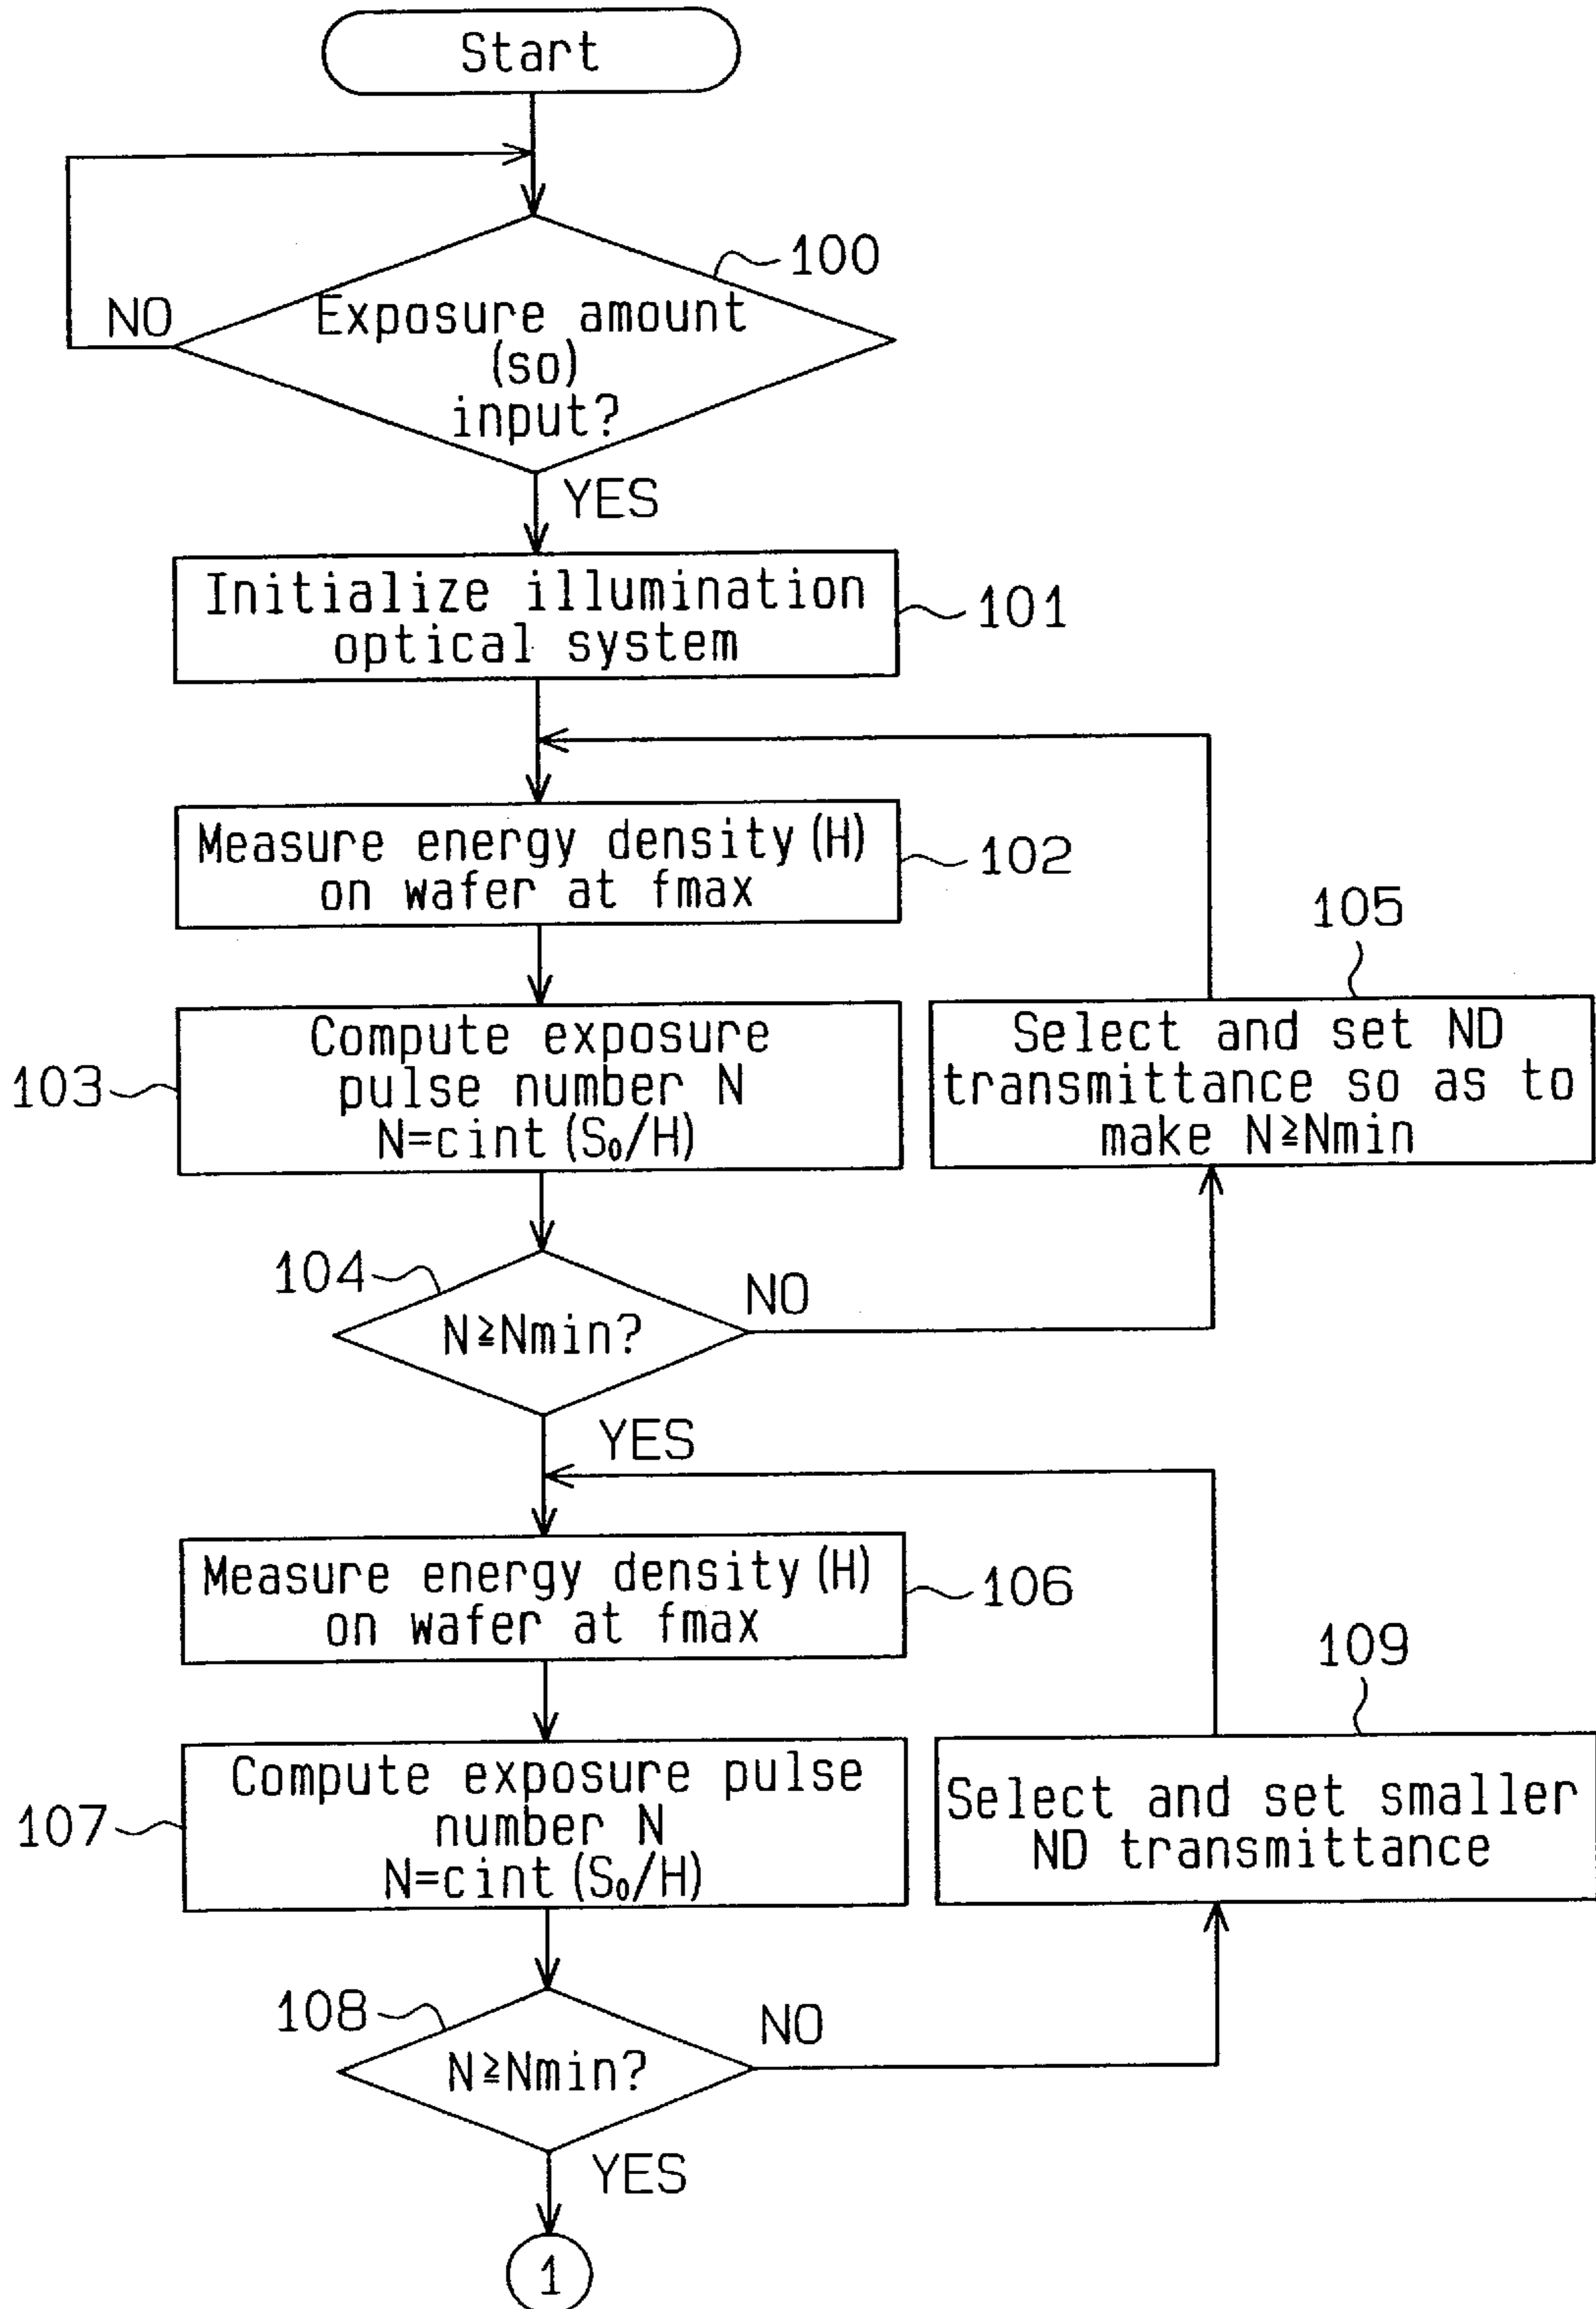 Start
100
NO
Exposure amount
(so)
input?
YES
Initialize illumination
optical system
101
Measure energy density (H)
on wafer at fmax
102
105
Compute exposure
pulse number N
N=cint (S₀/H)
103
Select and set ND
transmittance so as to
make N≧Nmin
104
N≧Nmin?
NO
YES
Measure energy density (H)
on wafer at fmax
106
109
Compute exposure pulse
number N
N=cint (S₀/H)
107
Select and set smaller
ND transmittance
108
N≧Nmin?
NO
YES
1